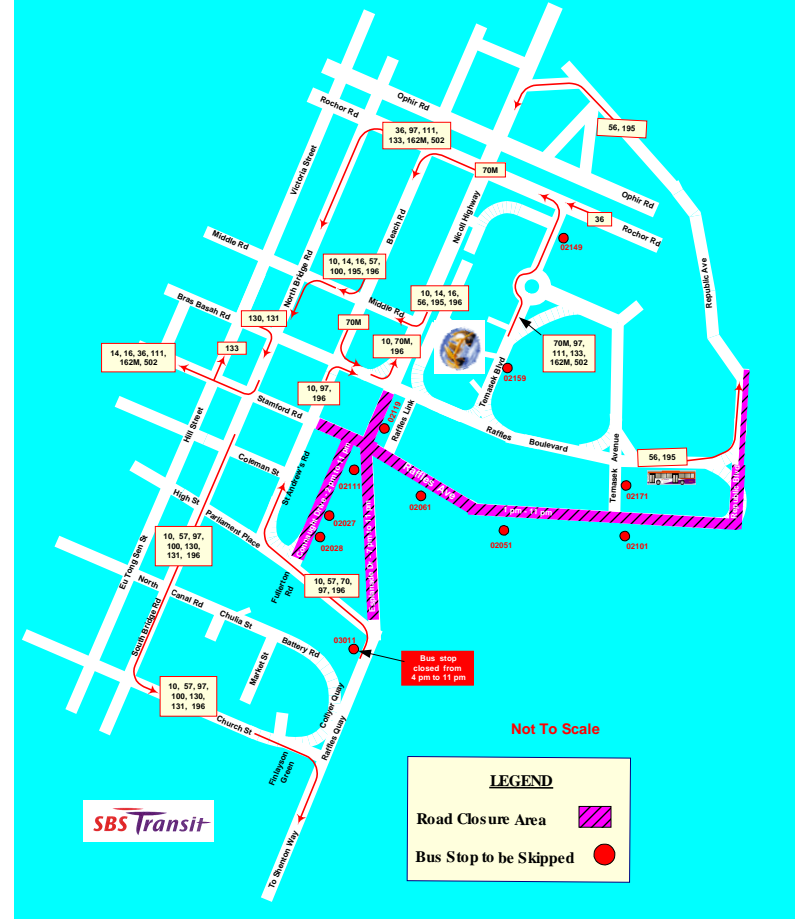 Ophir Rd
Rochor Rd
36, 97, 111,
133, 162M, 502
56, 195
Victoria Street
70M
Nicoll Highway
Ophir Rd
36
Rochor Rd
02149
Beach Rd
Middle Rd
North Bridge Rd
10, 14, 16, 57,
100, 195, 196
Republic Ave
Bras Basah Rd
Middle Rd
10, 14, 16,
56, 195, 196
130, 131
70M
10, 70M,
196
70M, 97,
111, 133,
162M, 502
14, 16, 36, 111,
162M, 502
133
Temasek Blvd
02159
10, 97,
196
Hill Street
Stamford Rd
02119
Raffles Link
Raffles Boulevard
Temasek Avenue
56, 195
Coleman St
St Andrew's Rd
02111
Raffles Ave
02061
02171
Republic Blvd
High St
Parliament Place
Connaught Drive - 2 pm to 11 pm
02027
02028
1 pm - 11 pm
02051
02101
10, 57, 97,
100, 130,
131, 196
Eu Tong Sen St
Fullerton
Rd
10, 57, 70,
97, 196
North
Canal Rd
Chulia St
Battery Rd
South Bridge Rd
Market St
03011
Bus stop
closed from
4 pm to 11 pm
10, 57, 97,
100, 130,
131, 196
Church St
Collyer Quay
Raffles Quay
Finlayson
Green
To Shenton Way
Not To Scale
LEGEND
Road Closure Area
Bus Stop to be Skipped
SBS Transit